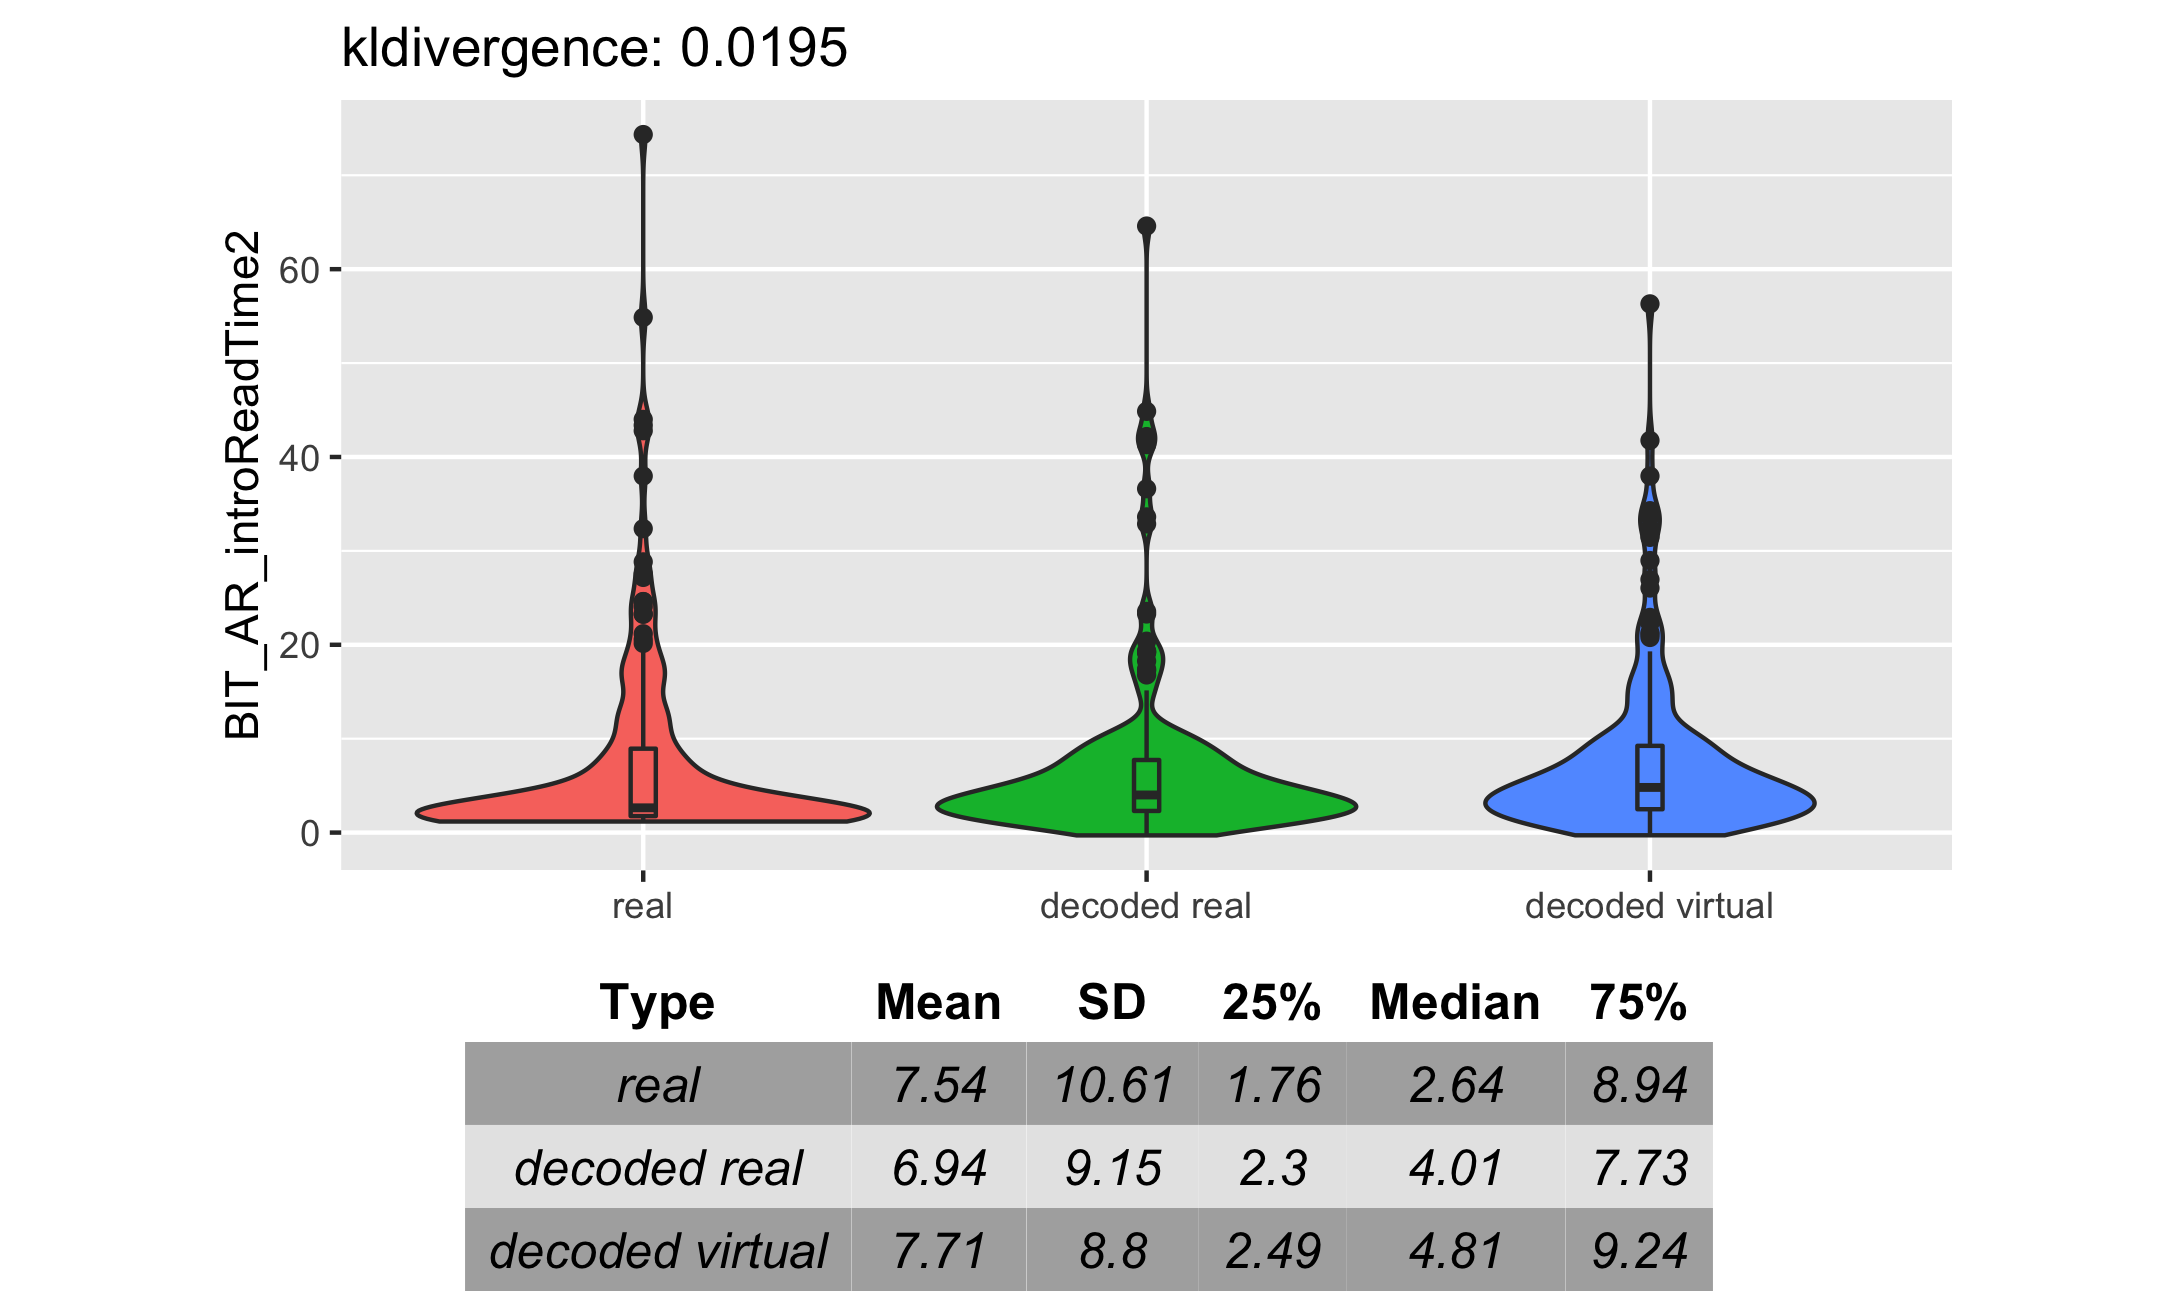 kldivergence: 0.0195
BIT_AR_introReadTime2
60
40
20
0
real decoded real decoded virtual
Type Mean SD 25% Median 75%
real 7.54 10.61 1.76 2.64 8.94
decoded real 6.94 9.15 2.3 4.01 7.73
decoded virtual 7.71 8.8 2.49 4.81 9.24